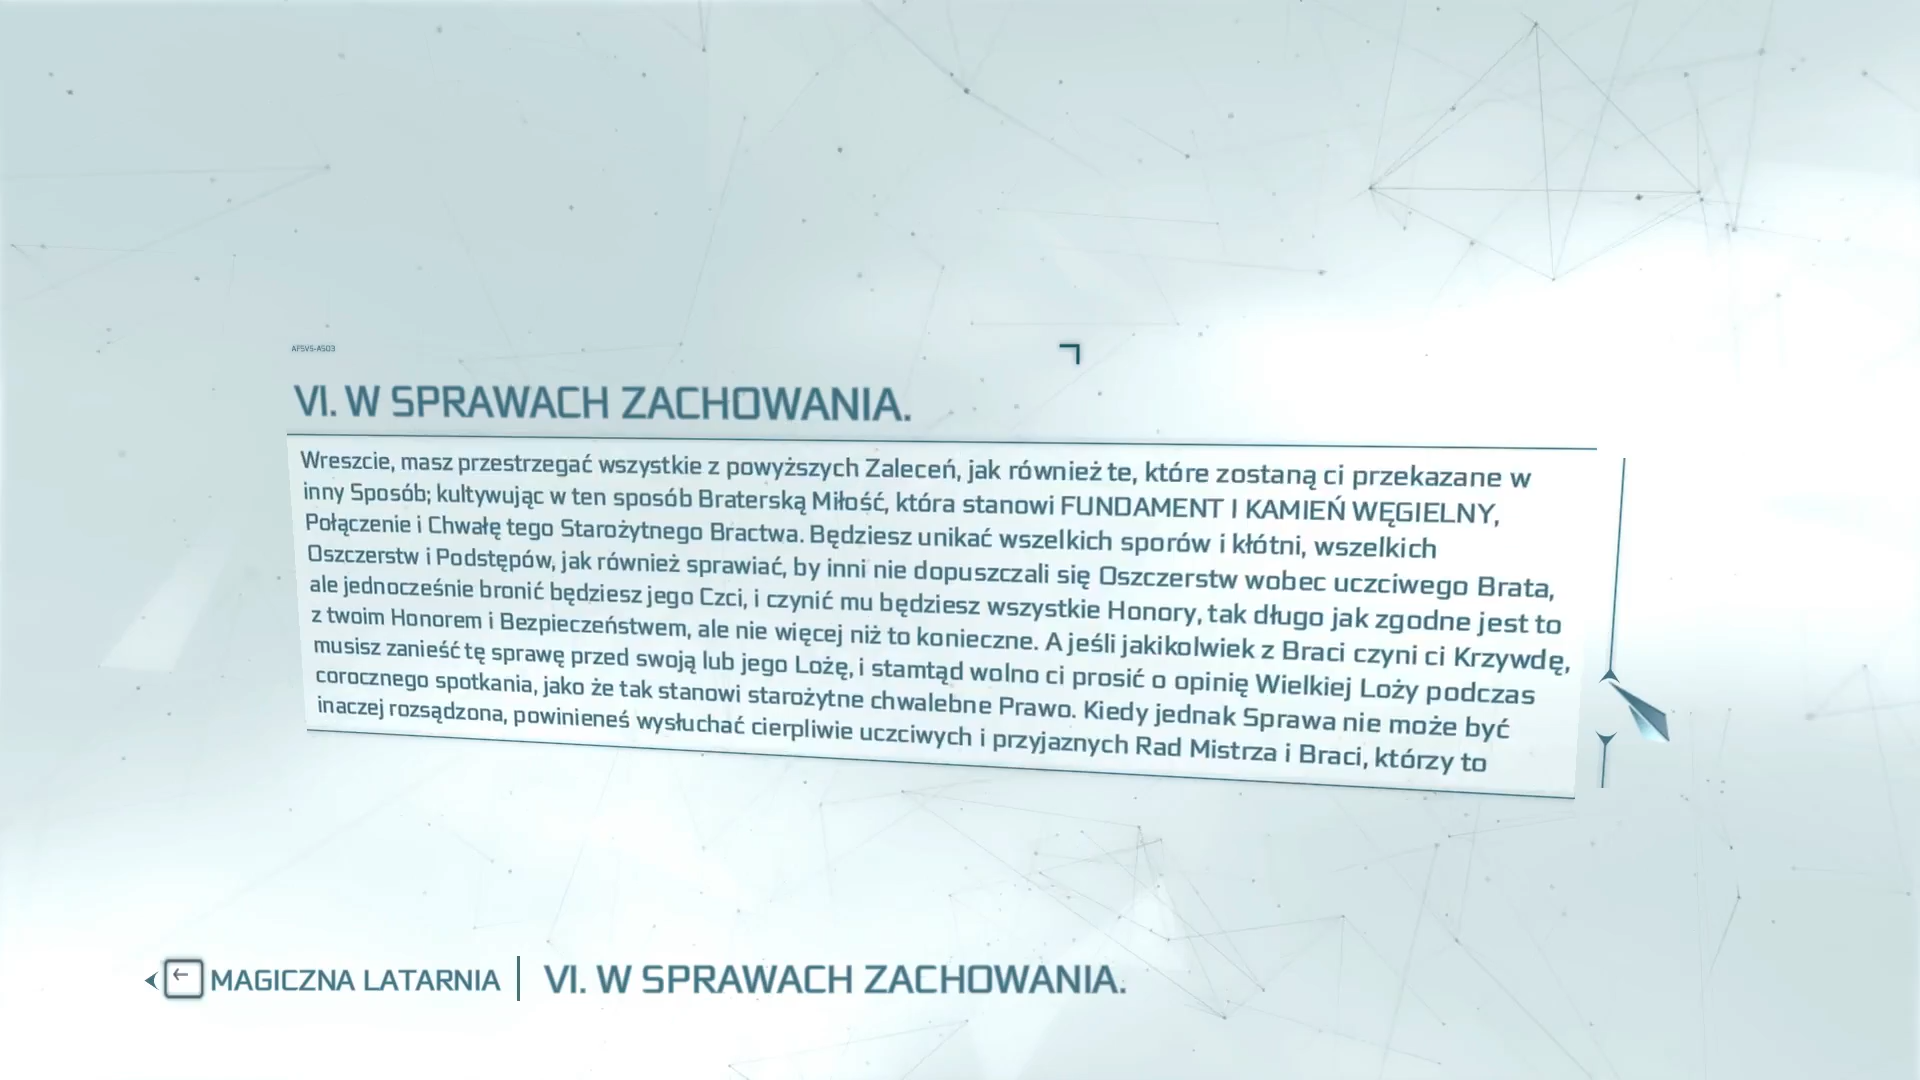 AFSVS-AS03
VI. W SPRAWACH ZACHOWANIA.
Wreszcie, masz przestrzegać wszystkie z powyższych Zaleceń, jak również te, które zostaną ci przekazane w
inny Sposób; kultywując w ten sposób Braterską Miłość, która stanowi FUNDAMENT I KAMIEŃ WĘGIELNY,
Połączenie i Chwałę tego Starożytnego Bractwa. Będziesz unikać wszelkich sporów i kłótni, wszelkich
Oszczerstw i Podstępów, jak również sprawiać, by inni nie dopuszczali się Oszczerstw wobec uczciwego Brata,
ale jednocześnie bronić będziesz jego Czci, i czynić mu będziesz wszystkie Honory, tak długo jak zgodne jest to
z twoim Honorem i Bezpieczeństwem, ale nie więcej niż to konieczne. A jeśli jakikolwiek z Braci czyni ci Krzywdę,
musisz zanieść tę sprawę przed swoją lub jego Lożę, i stamtąd wolno ci prosić o opinię Wielkiej Loży podczas
corocznego spotkania, jako że tak stanowi starożytne chwalebne Prawo. Kiedy jednak Sprawa nie może być
inaczej rozsądzona, powinieneś wysłuchać cierpliwie uczciwych i przyjaznych Rad Mistrza i Braci, którzy to
MAGICZNA LATARNIA
VI. W SPRAWACH ZACHOWANIA.